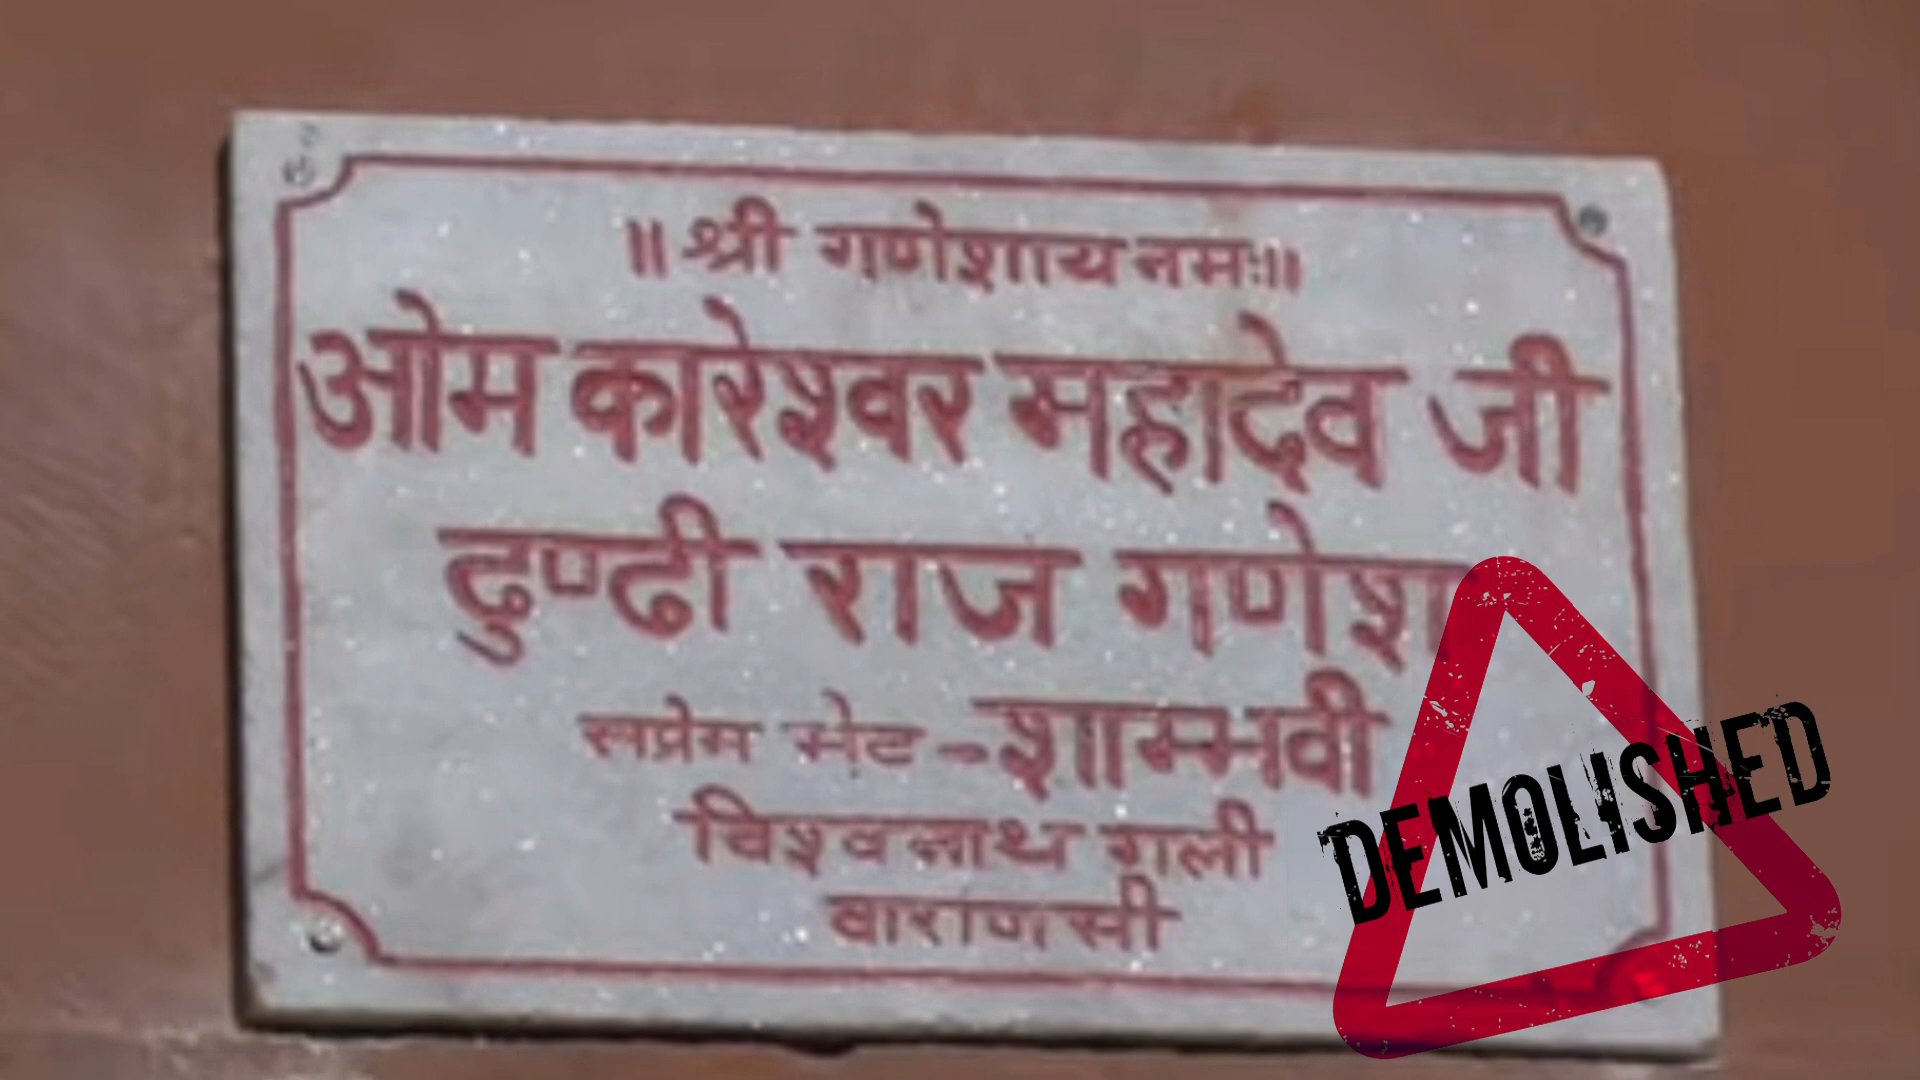 ॥ श्री गणेशाय नमः॥
ओम कारेश्वर महादेव जी
ढुण्ढी राज गणेश
सप्रेम भेट - शाम्भवी
विश्वनाथ गली
वाराणसी
DEMOLISHED